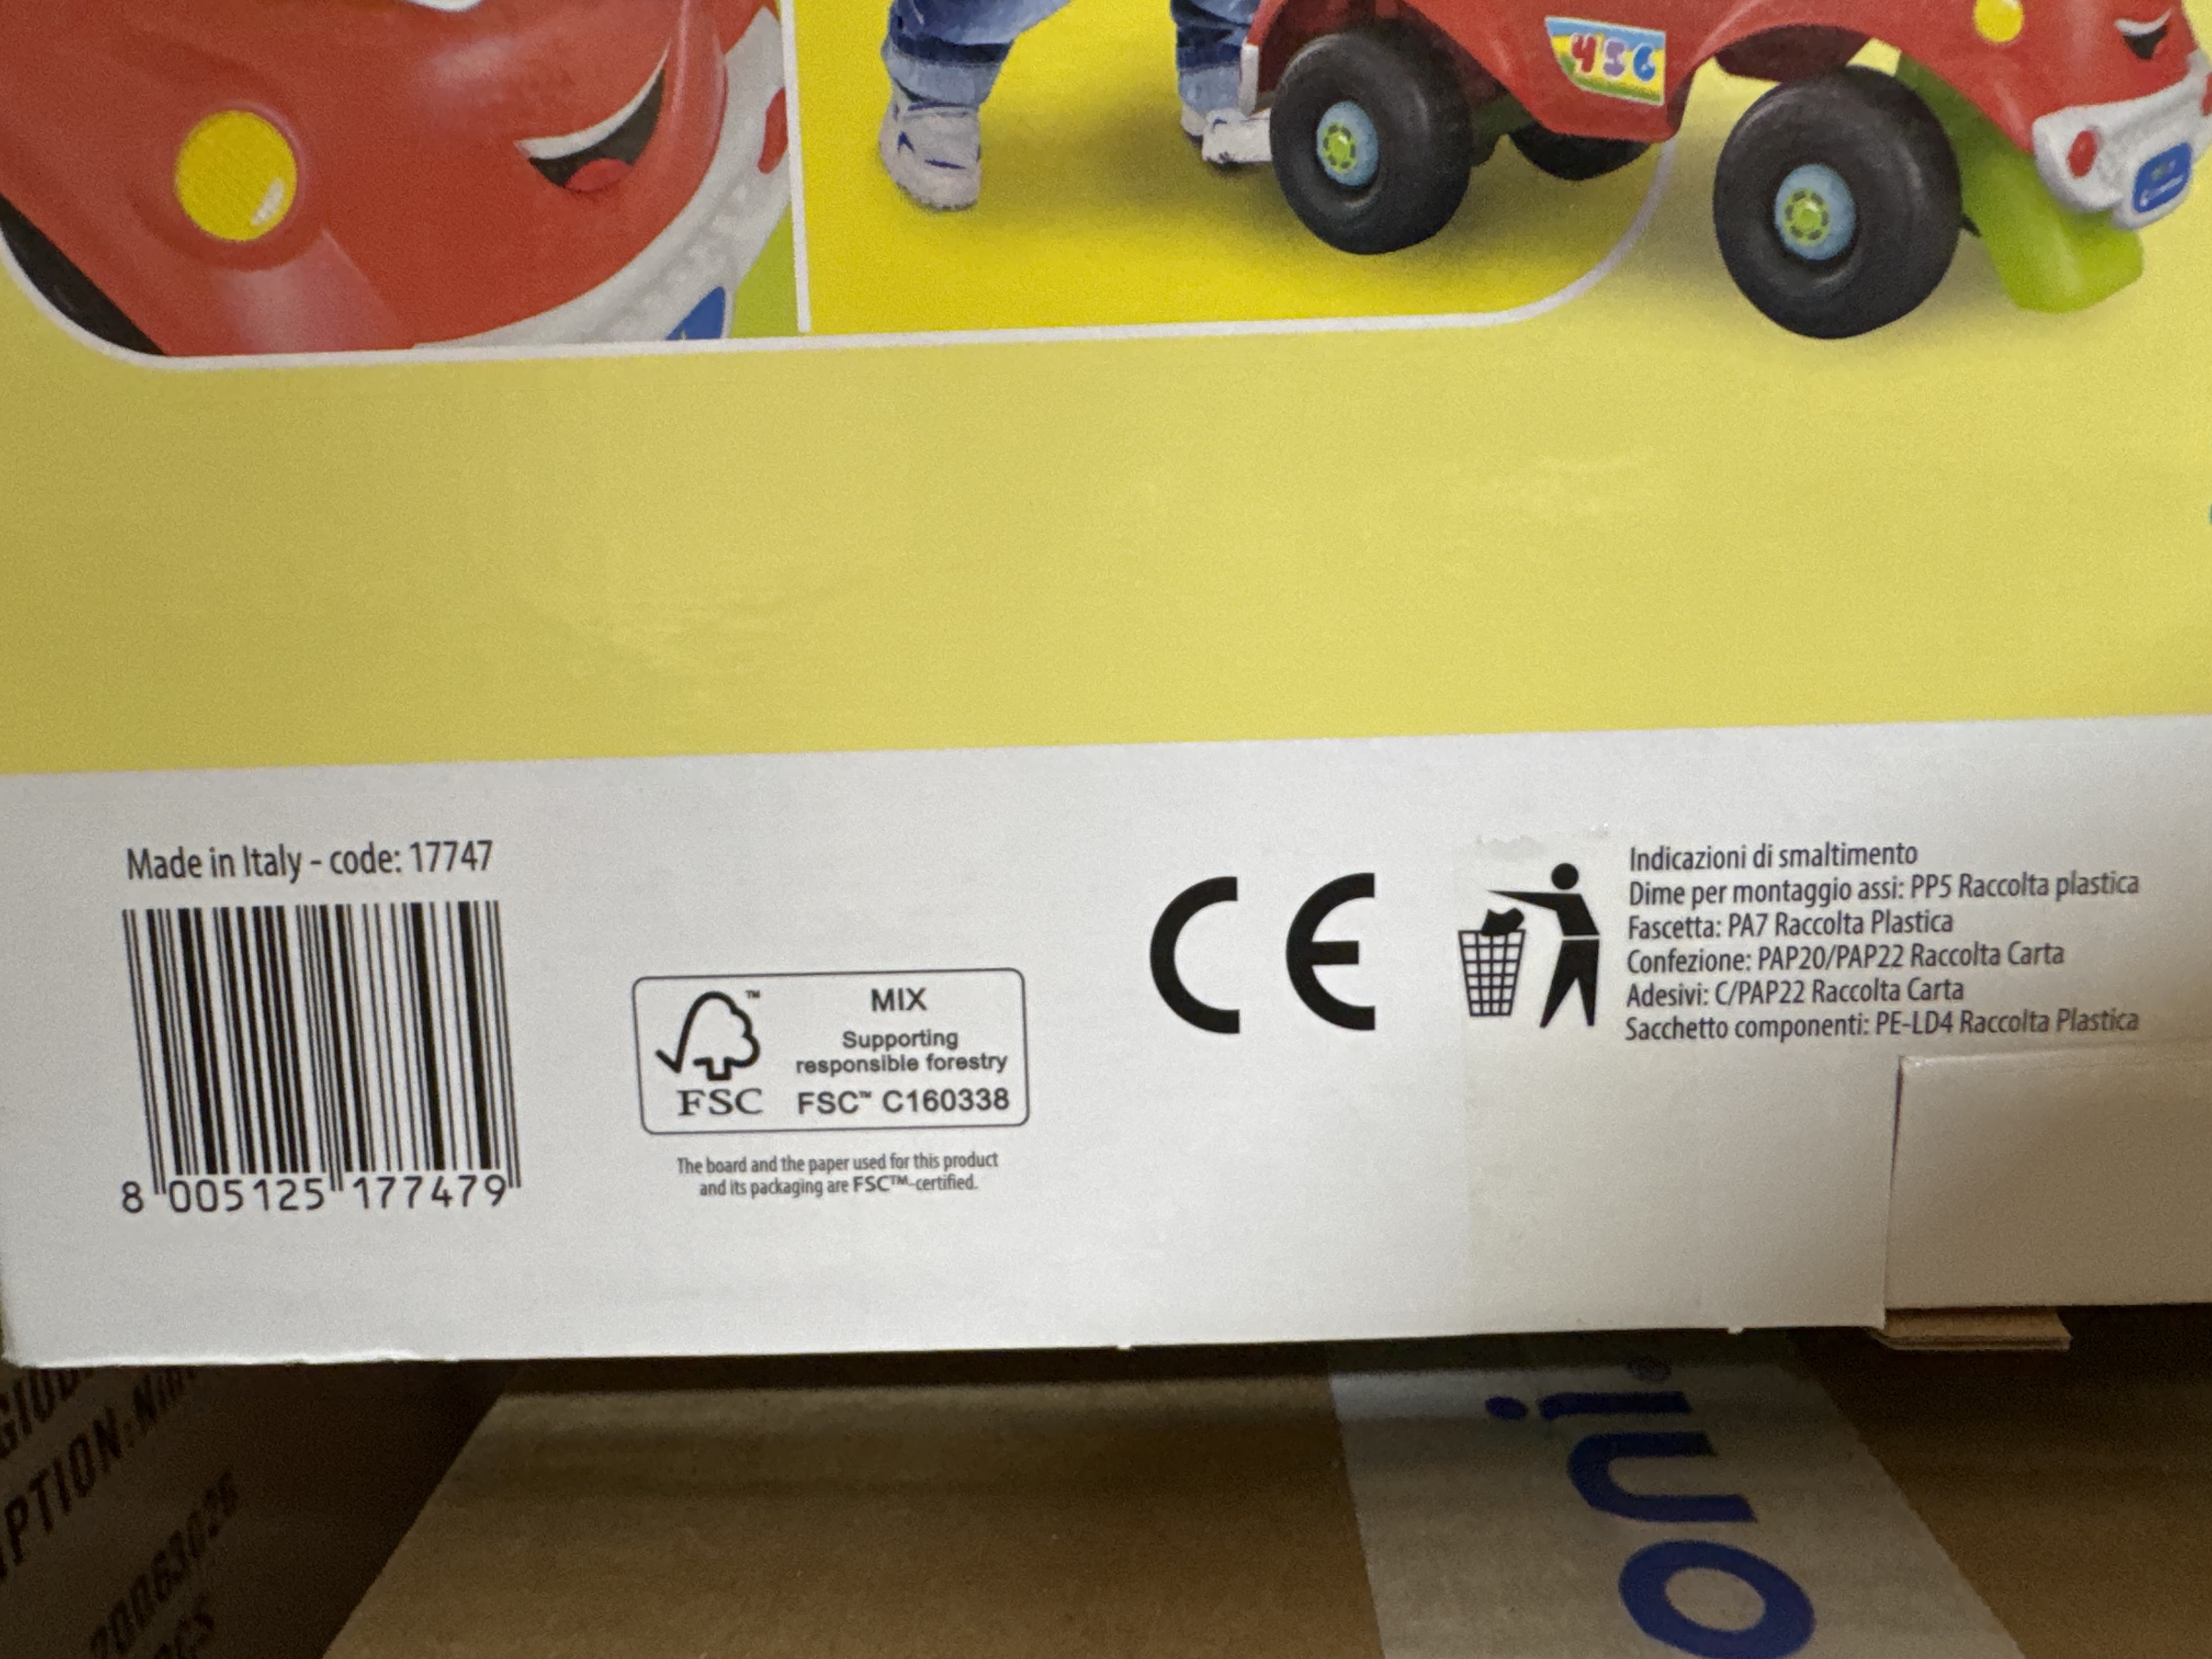 456
Made in Italy - code: 17747
8 005125 177479
FSC
MIX
Supporting
responsible forestry
FSC™ C160338
The board and the paper used for this product
and its packaging are FSC™-certified.
CE
Indicazioni di smaltimento
Dime per montaggio assi: PP5 Raccolta plastica
Fascetta: PA7 Raccolta Plastica
Confezione: PAP20/PAP22 Raccolta Carta
Adesivi: C/PAP22 Raccolta Carta
Sacchetto componenti: PE-LD4 Raccolta Plastica